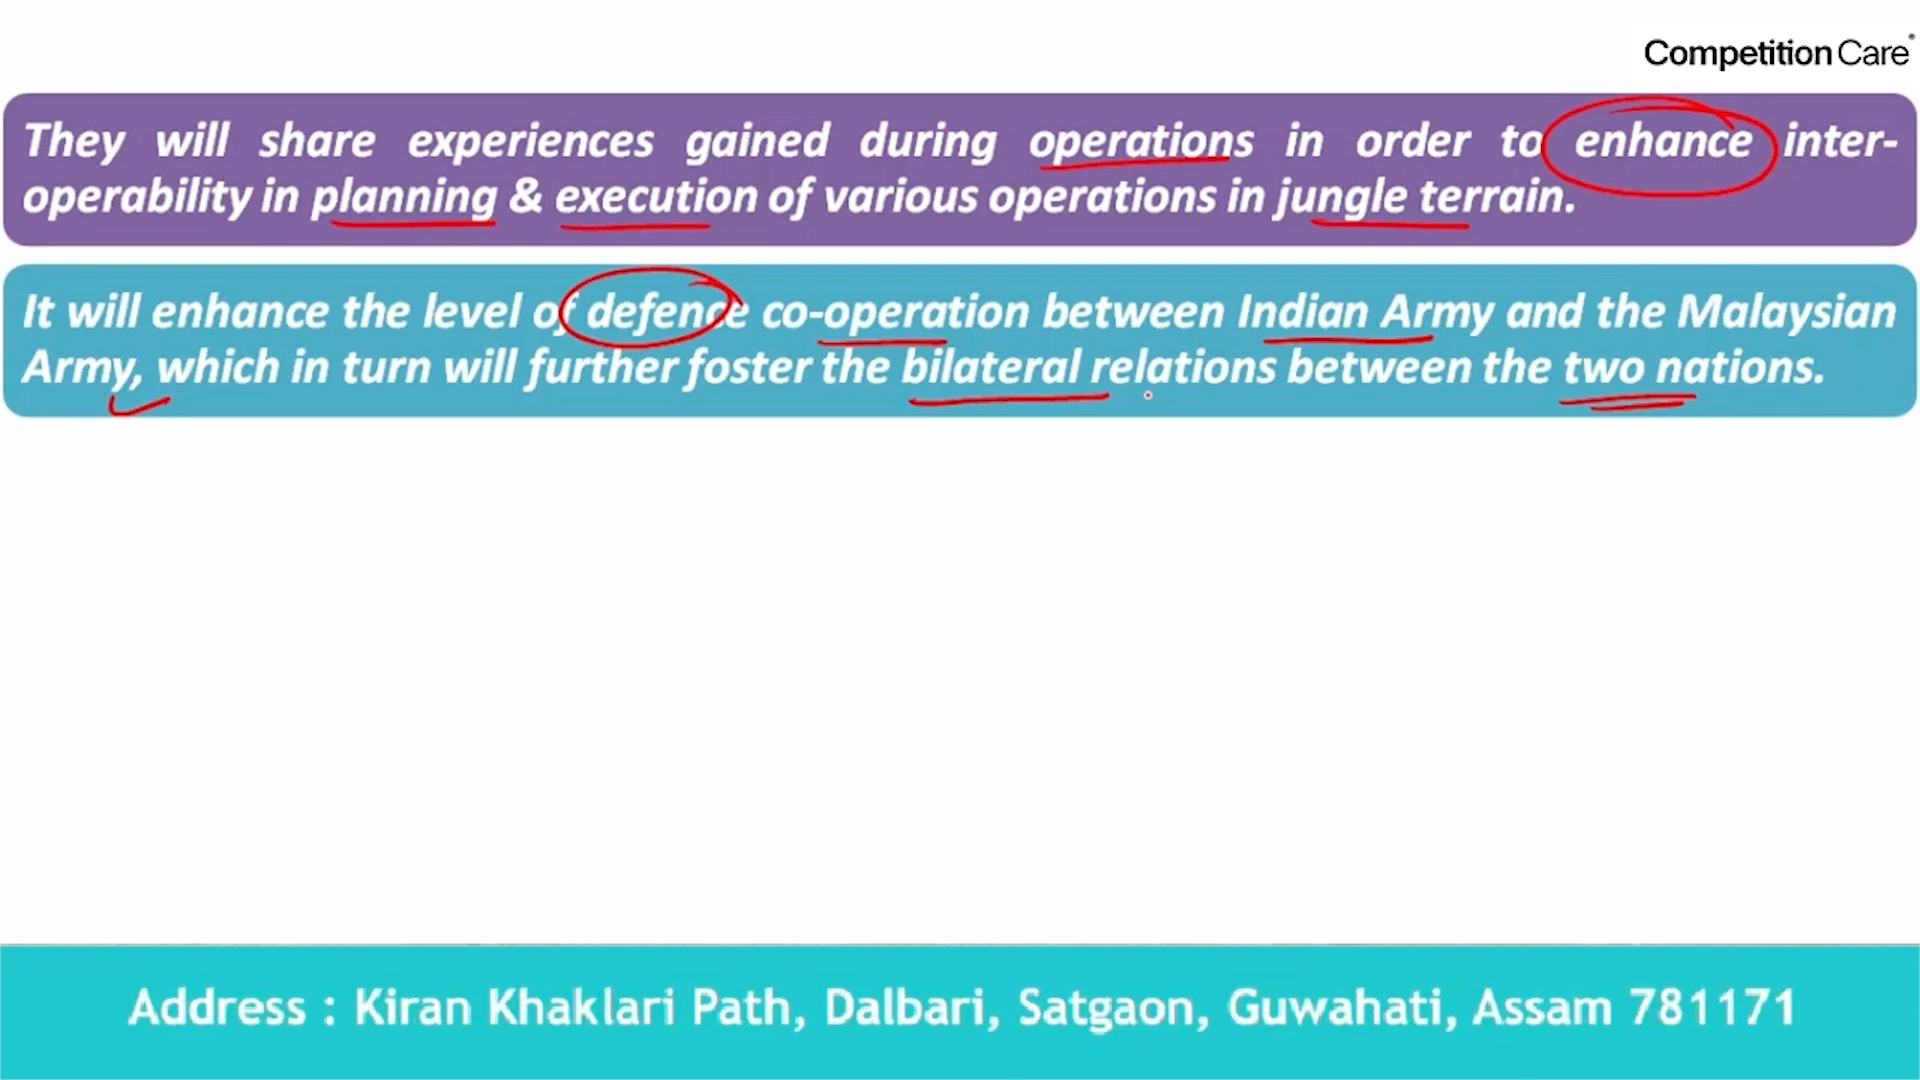 Competition Care
They will share experiences gained during operations in order to enhance inter-
operability in planning & execution of various operations in jungle terrain.
It will enhance the level of defence co-operation between Indian Army and the Malaysian
Army, which in turn will further foster the bilateral relations between the two nations.
Address : Kiran Khaklari Path, Dalbari, Satgaon, Guwahati, Assam 781171